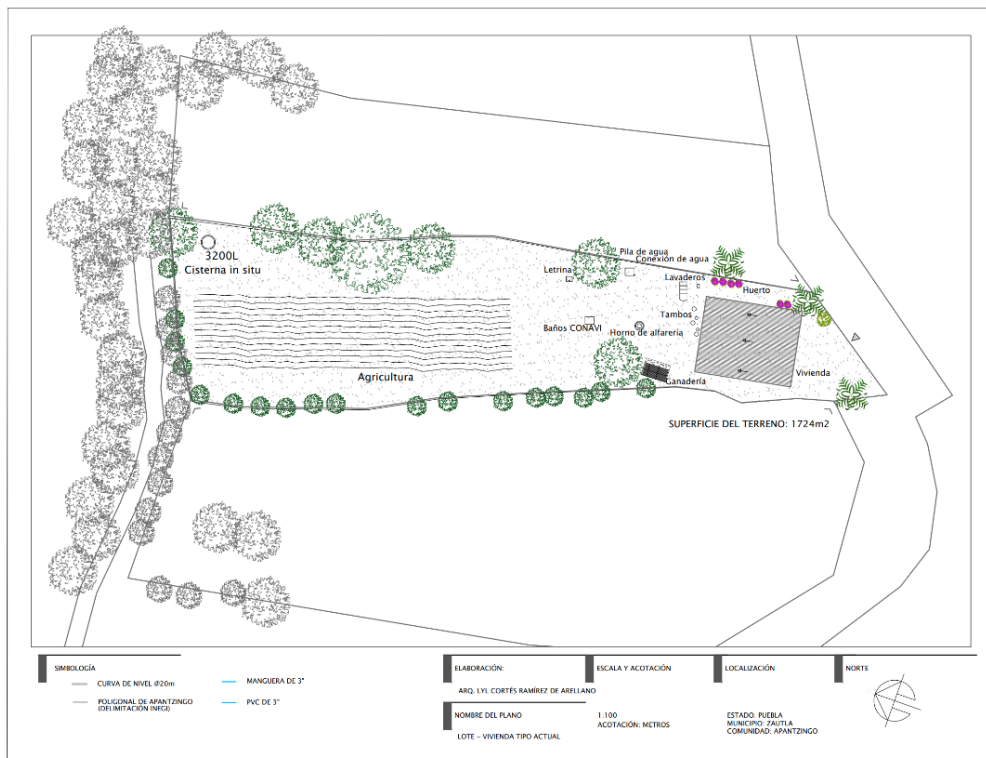 3200L
Cisterna in situ
Pila de agua
Conexión de agua
Letrina
Lavaderos
Huerto
Tambos
Baños CONAVI
Horno de alfarería
Vivienda
Agricultura
Ganadería
SUPERFICIE DEL TERRENO: 1724m2
SIMBOLOGÍA
CURVA DE NIVEL @20m
POLIGONAL DE APANTZINGO
(DELIMITACIÓN INEGI)
MANGUERA DE 3"
PVC DE 3"
ELABORACIÓN:
ARQ. LYL CORTÉS RAMÍREZ DE ARELLANO
NOMBRE DEL PLANO
LOTE - VIVIENDA TIPO ACTUAL
ESCALA Y ACOTACIÓN
1:100
ACOTACIÓN: METROS
LOCALIZACIÓN
ESTADO: PUEBLA
MUNICIPIO: ZAUTLA
COMUNIDAD: APANTZINGO
NORTE